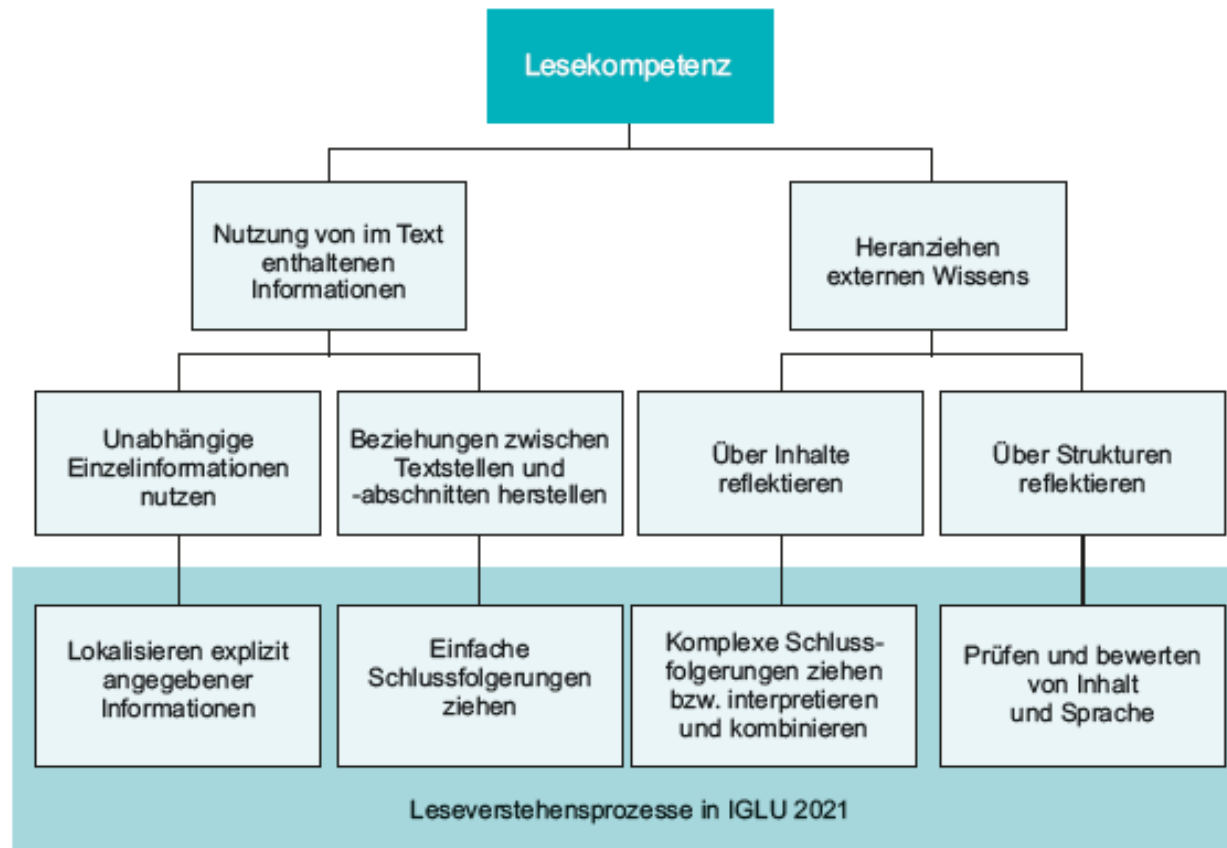 Lesekompetenz
Nutzung von im Text
enthaltenen
Informationen
Heranziehen
externen Wissens
Unabhängige
Einzelinformationen
nutzen
Beziehungen zwischen
Textstellen und
-abschnitten herstellen
Über Inhalte
reflektieren
Über Strukturen
reflektieren
Lokalisieren explizit
angegebener
Informationen
Einfache
Schlussfolgerungen
ziehen
Komplexe Schluss-
folgerungen ziehen
bzw. interpretieren
und kombinieren
Prüfen und bewerten
von Inhalt
und Sprache
Leseverstehensprozesse in IGLU 2021